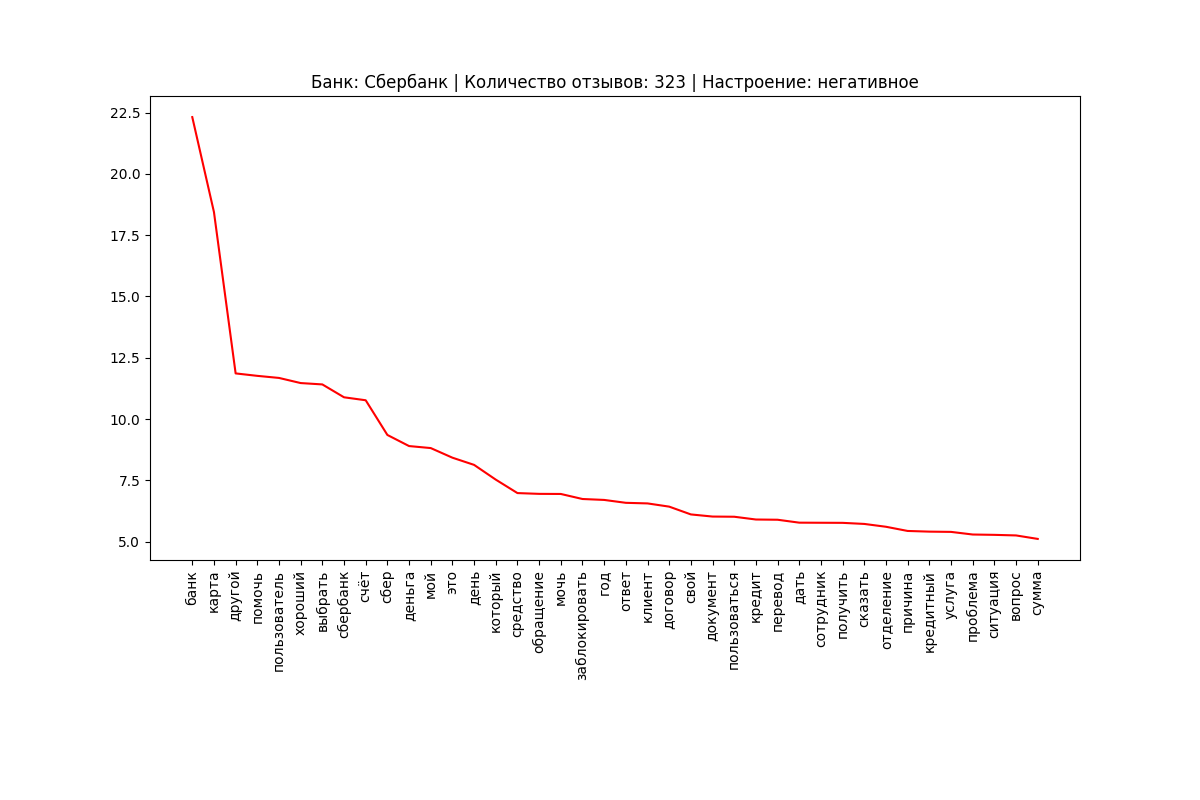 Банк: Сбербанк | Количество отзывов: 323 | Настроение: негативное
22.5
20.0
17.5
15.0
12.5
10.0
7.5
5.0
банк
карта
другой
помочь
пользователь
хороший
выбрать
сбербанк
счёт
сбер
деньга
мой
это
день
который
средство
обращение
мочь
заблокировать
год
ответ
клиент
договор
свой
документ
пользоваться
кредит
перевод
дать
сотрудник
получить
сказать
отделение
причина
кредитный
услуга
проблема
ситуация
вопрос
сумма